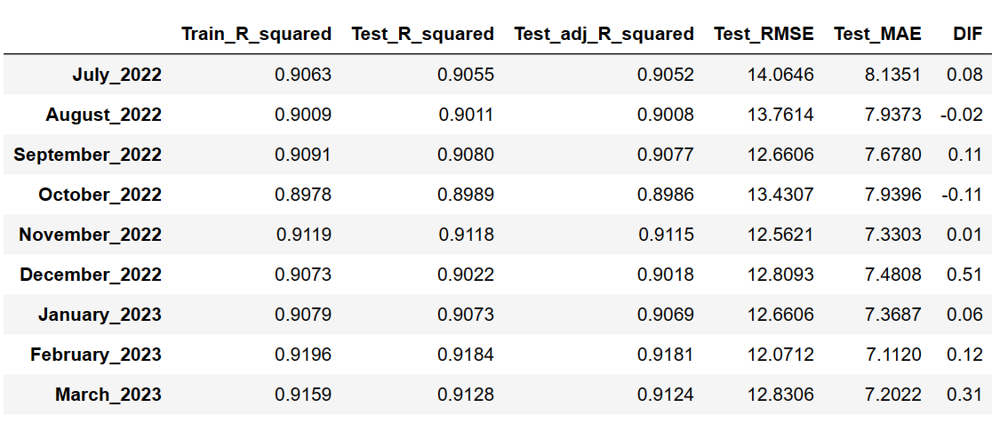 Train_R_squared Test_R_squared Test_adj_R_squared Test_RMSE Test_MAE DIF
July_2022 0.9063 0.9055 0.9052 14.0646 8.1351 0.08
August_2022 0.9009 0.9011 0.9008 13.7614 7.9373 -0.02
September_2022 0.9091 0.9080 0.9077 12.6606 7.6780 0.11
October_2022 0.8978 0.8989 0.8986 13.4307 7.9396 -0.11
November_2022 0.9119 0.9118 0.9115 12.5621 7.3303 0.01
December_2022 0.9073 0.9022 0.9018 12.8093 7.4808 0.51
January_2023 0.9079 0.9073 0.9069 12.6606 7.3687 0.06
February_2023 0.9196 0.9184 0.9181 12.0712 7.1120 0.12
March_2023 0.9159 0.9128 0.9124 12.8306 7.2022 0.31